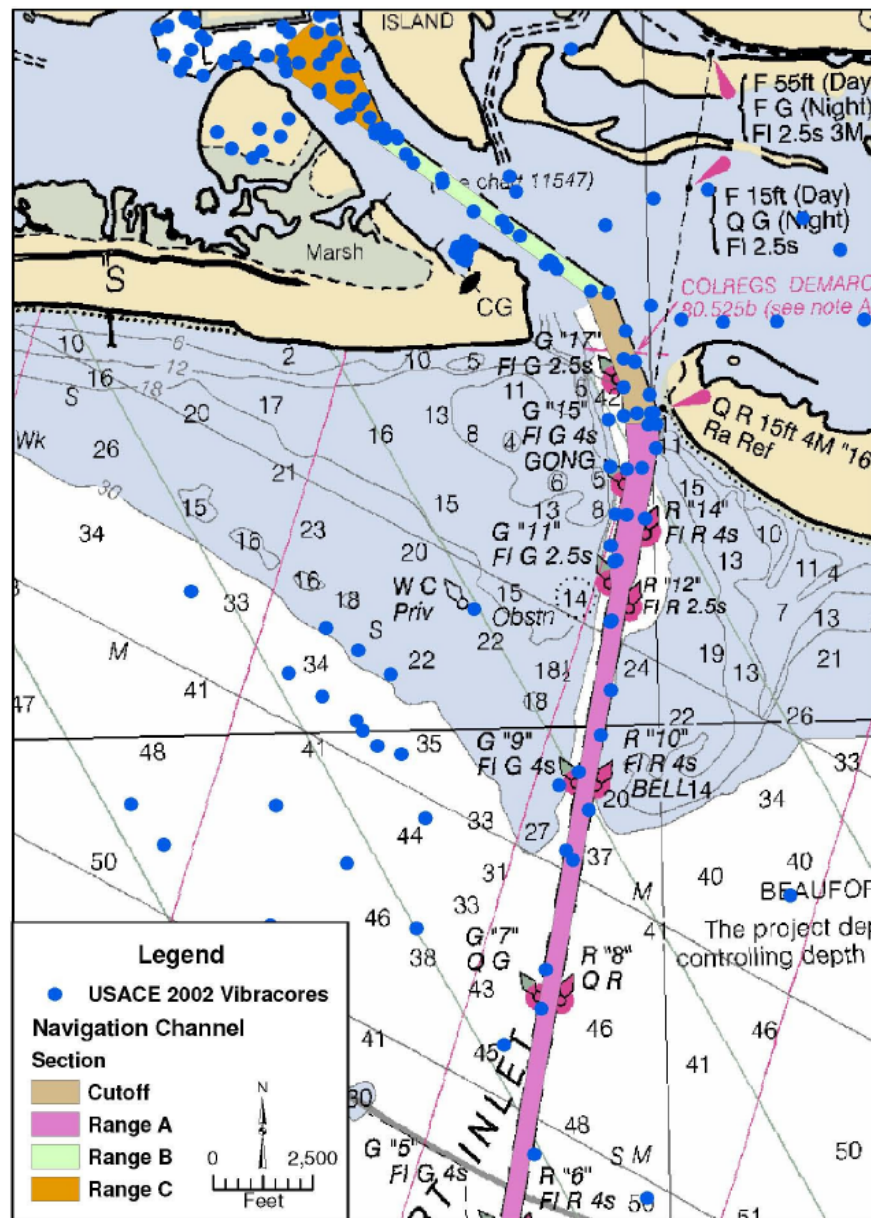 ISLAND
F 55ft (Day)
F G (Night)
Fl 2.5s 3M
chart 11547)
F 15ft (Day)
Q G (Night)
Fl 2.5s
Marsh
S
CG
COLREGS DEMARC
80.525b (see note A
G "17"
Fl G 2.5s
10
2
10
5
12
16
18
6
42
11
G "15"
Fl G 4s
GONG
S
20
17
13
8
4
16
Q R 15ft 4M "16
Ra Ref
Wk
26
21
6
5
15
30
15
23
15
13
8
R "14"
Fl R 4s
10
34
16
20
G "11"
Fl G 2.5s
13
11
4
33
16
18
W C
Priv
15
Obstn
14
R "12"
Fl R 2.5s
7
13
S
22
M
34
22
18½
24
19
13
21
41
18
47
22
26
48
41
35
G "9"
Fl G 4s
R "10"
Fl R 4s
BELL
14
33
20
34
44
33
27
50
31
37
40
40
M
BEAUFOR
33
46
41
The project dep
controlling depth
G "7"
Q G
38
R "8"
Q R
43
46
46
41
45
41
INLET
48
S M
50
G "5"
Fl G 4s
R "6"
Fl R 4s
50
51
Legend
USACE 2002 Vibracores
Navigation Channel
Section
Cutoff
Range A
Range B
Range C
N
0 2,500
Feet